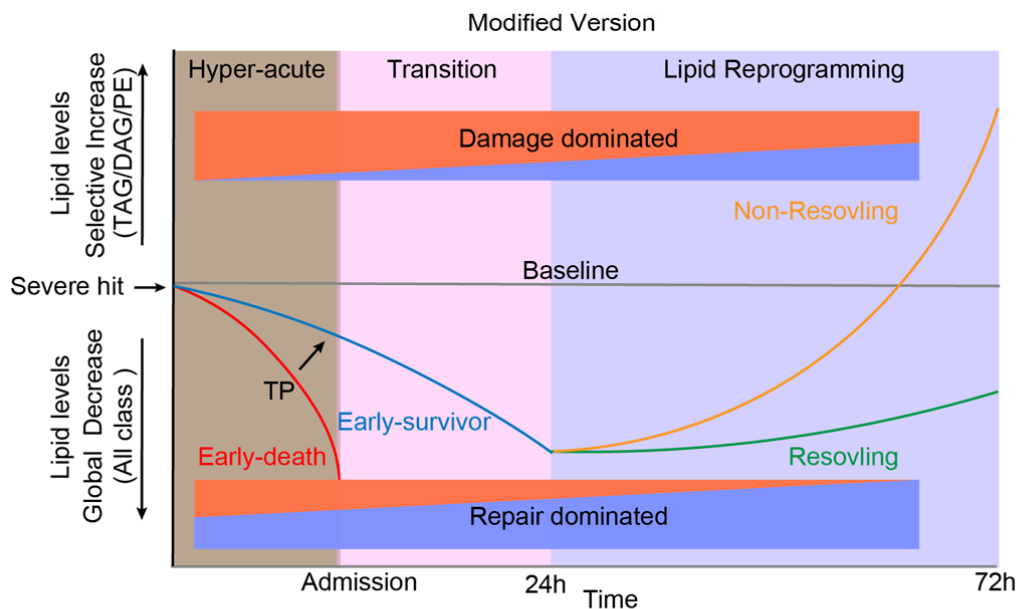 Modified Version
Hyper-acute
Transition
Lipid Reprogramming
Lipid levels
Selective Increase
(TAG/DAG/PE)
Damage dominated
Non-Resovling
Baseline
Severe hit
TP
Lipid levels
Global Decrease
(All class)
Early-survivor
Early-death
Resovling
Repair dominated
Admission
24h
Time
72h